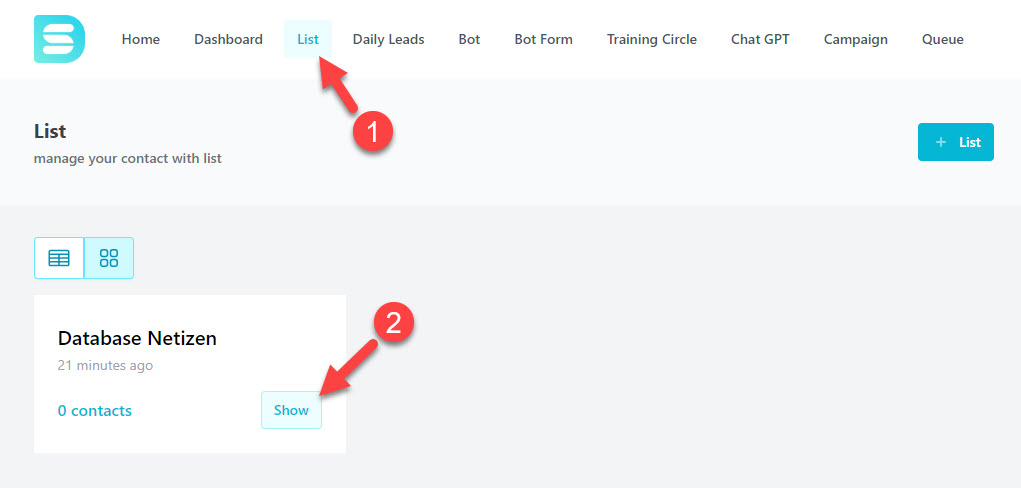 Home Dashboard List Daily Leads Bot Bot Form Training Circle Chat GPT Campaign Queue
1
List
manage your contact with list
+ List
2
Database Netizen
21 minutes ago
0 contacts Show